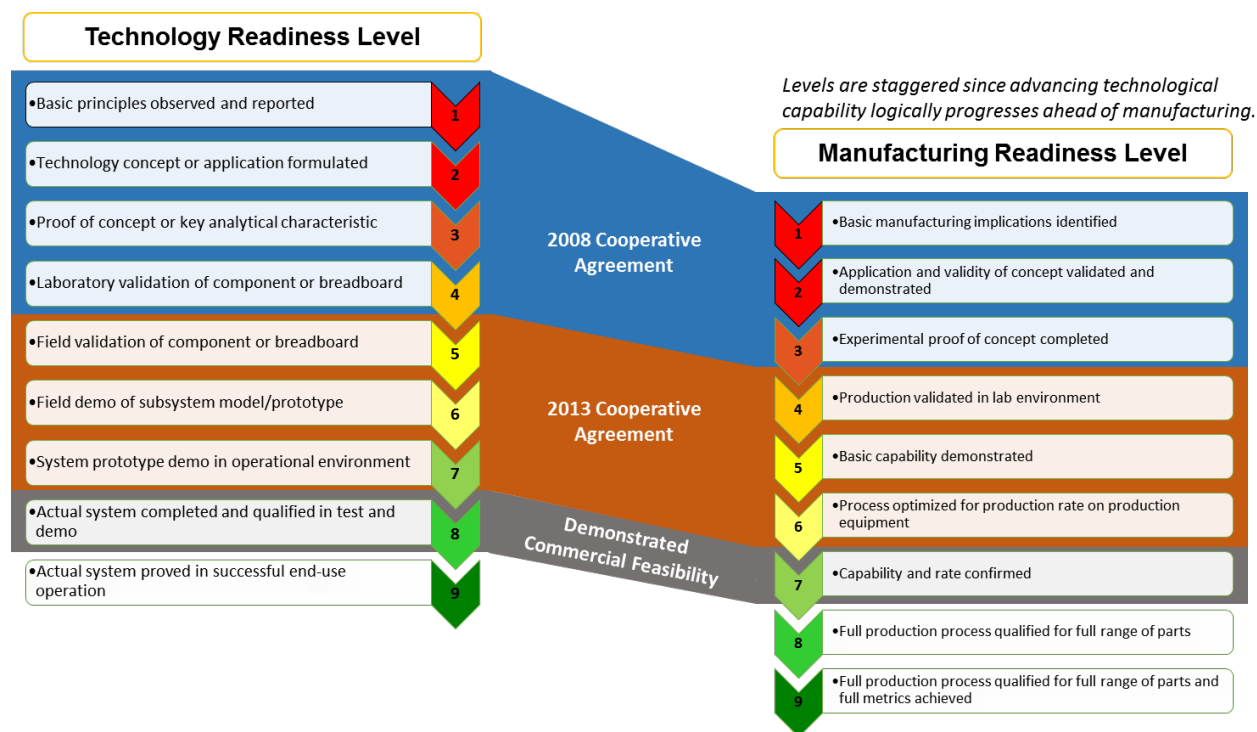 Technology Readiness Level
•Basic principles observed and reported
1
•Technology concept or application formulated
2
•Proof of concept or key analytical characteristic
3
•Laboratory validation of component or breadboard
4
•Field validation of component or breadboard
5
•Field demo of subsystem model/prototype
6
•System prototype demo in operational environment
7
•Actual system completed and qualified in test and
demo
8
•Actual system proved in successful end-use
operation
9
2008 Cooperative
Agreement
2013 Cooperative
Agreement
Demonstrated
Commercial Feasibility
Levels are staggered since advancing technological
capability logically progresses ahead of manufacturing.
Manufacturing Readiness Level
1
•Basic manufacturing implications identified
2
•Application and validity of concept validated and
demonstrated
3
•Experimental proof of concept completed
4
•Production validated in lab environment
5
•Basic capability demonstrated
6
•Process optimized for production rate on production
equipment
7
•Capability and rate confirmed
8
•Full production process qualified for full range of parts
9
•Full production process qualified for full range of parts and
full metrics achieved